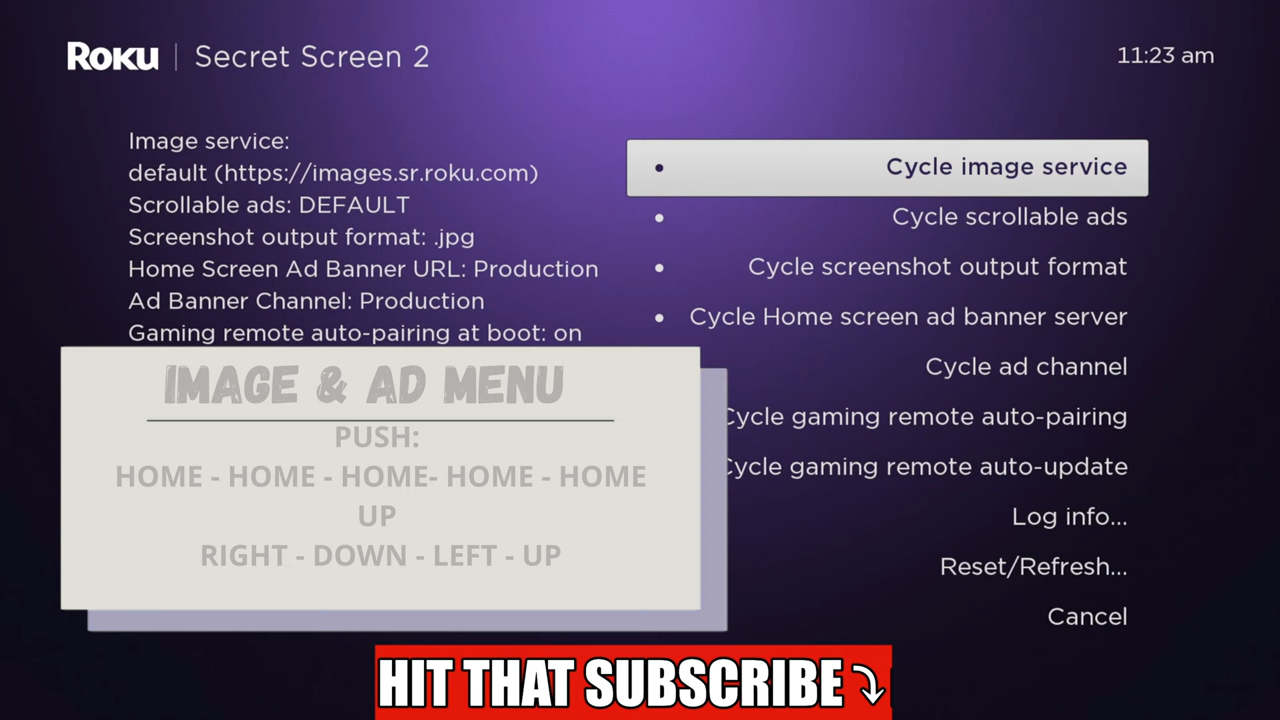 Roku | Secret Screen 2
11:23 am
Image service:
default (https://images.sr.roku.com)
Scrollable ads: DEFAULT
Screenshot output format: .jpg
Home Screen Ad Banner URL: Production
Ad Banner Channel: Production
Gaming remote auto-pairing at boot: on
• Cycle image service
• Cycle scrollable ads
• Cycle screenshot output format
• Cycle Home screen ad banner server
Cycle ad channel
Cycle gaming remote auto-pairing
Cycle gaming remote auto-update
Log info...
Reset/Refresh...
Cancel
IMAGE & AD MENU
PUSH:
HOME - HOME - HOME- HOME - HOME
UP
RIGHT - DOWN - LEFT - UP
HIT THAT SUBSCRIBE